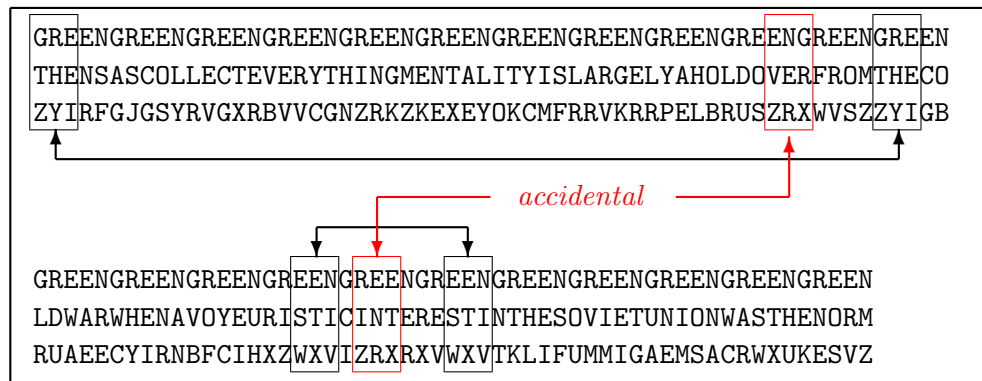 GREENGREENGREENGREENGREENGREENGREENGREENGREENGREENGREENGREEN
THENSASCOLLECTEVERYTHINGMENTALITYISLARGELYAHOLDOVERFROMTHECO
ZYIRFGJGSYRVGXRBVVCGNZRKZKEXEYOKCMFRRVKRRPELBRUSZRXWVSZZYIGB
accidental
GREENGREENGREENGREENGREENGREENGREENGREENGREENGREENGREEN
LDWARWHENAVOYEURISTICINTERESTINTHESOVIETUNIONWASTHENORM
RUAEECYIRNBFCIHXZWXVIZRXRXVWXVTKLIFUMMIGAEMSACRWXUKESVZ